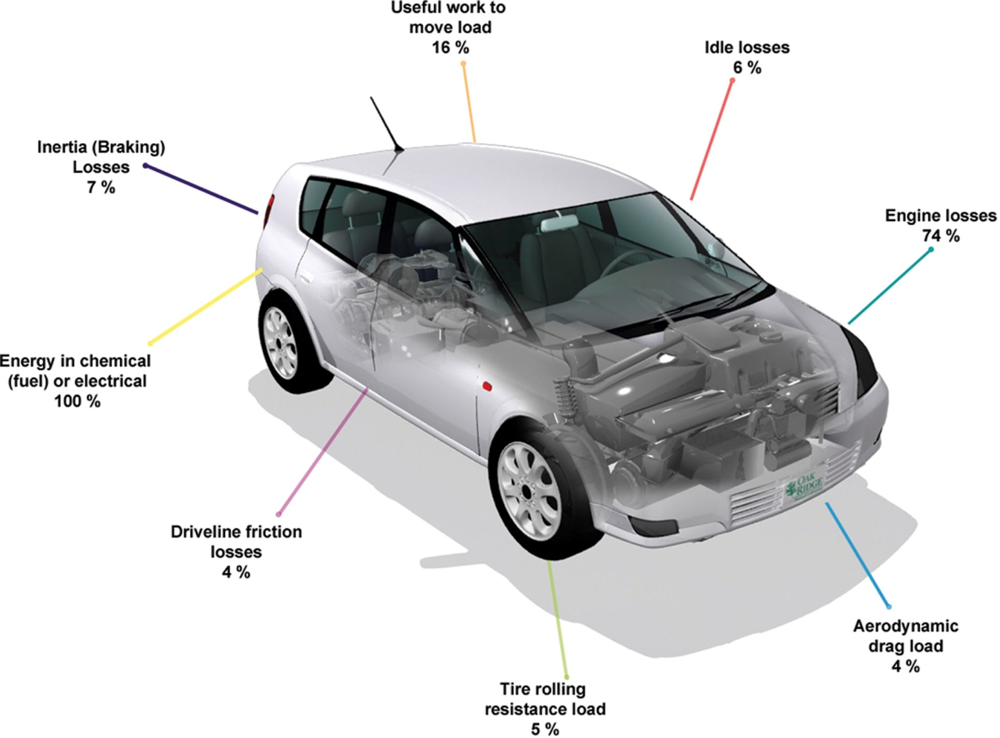 Useful work to
move load
16 %
Idle losses
6 %
Inertia (Braking)
Losses
7 %
Engine losses
74 %
Energy in chemical
(fuel) or electrical
100 %
Driveline friction
losses
4 %
Aerodynamic
drag load
4 %
Tire rolling
resistance load
5 %
OAK
RIDGE